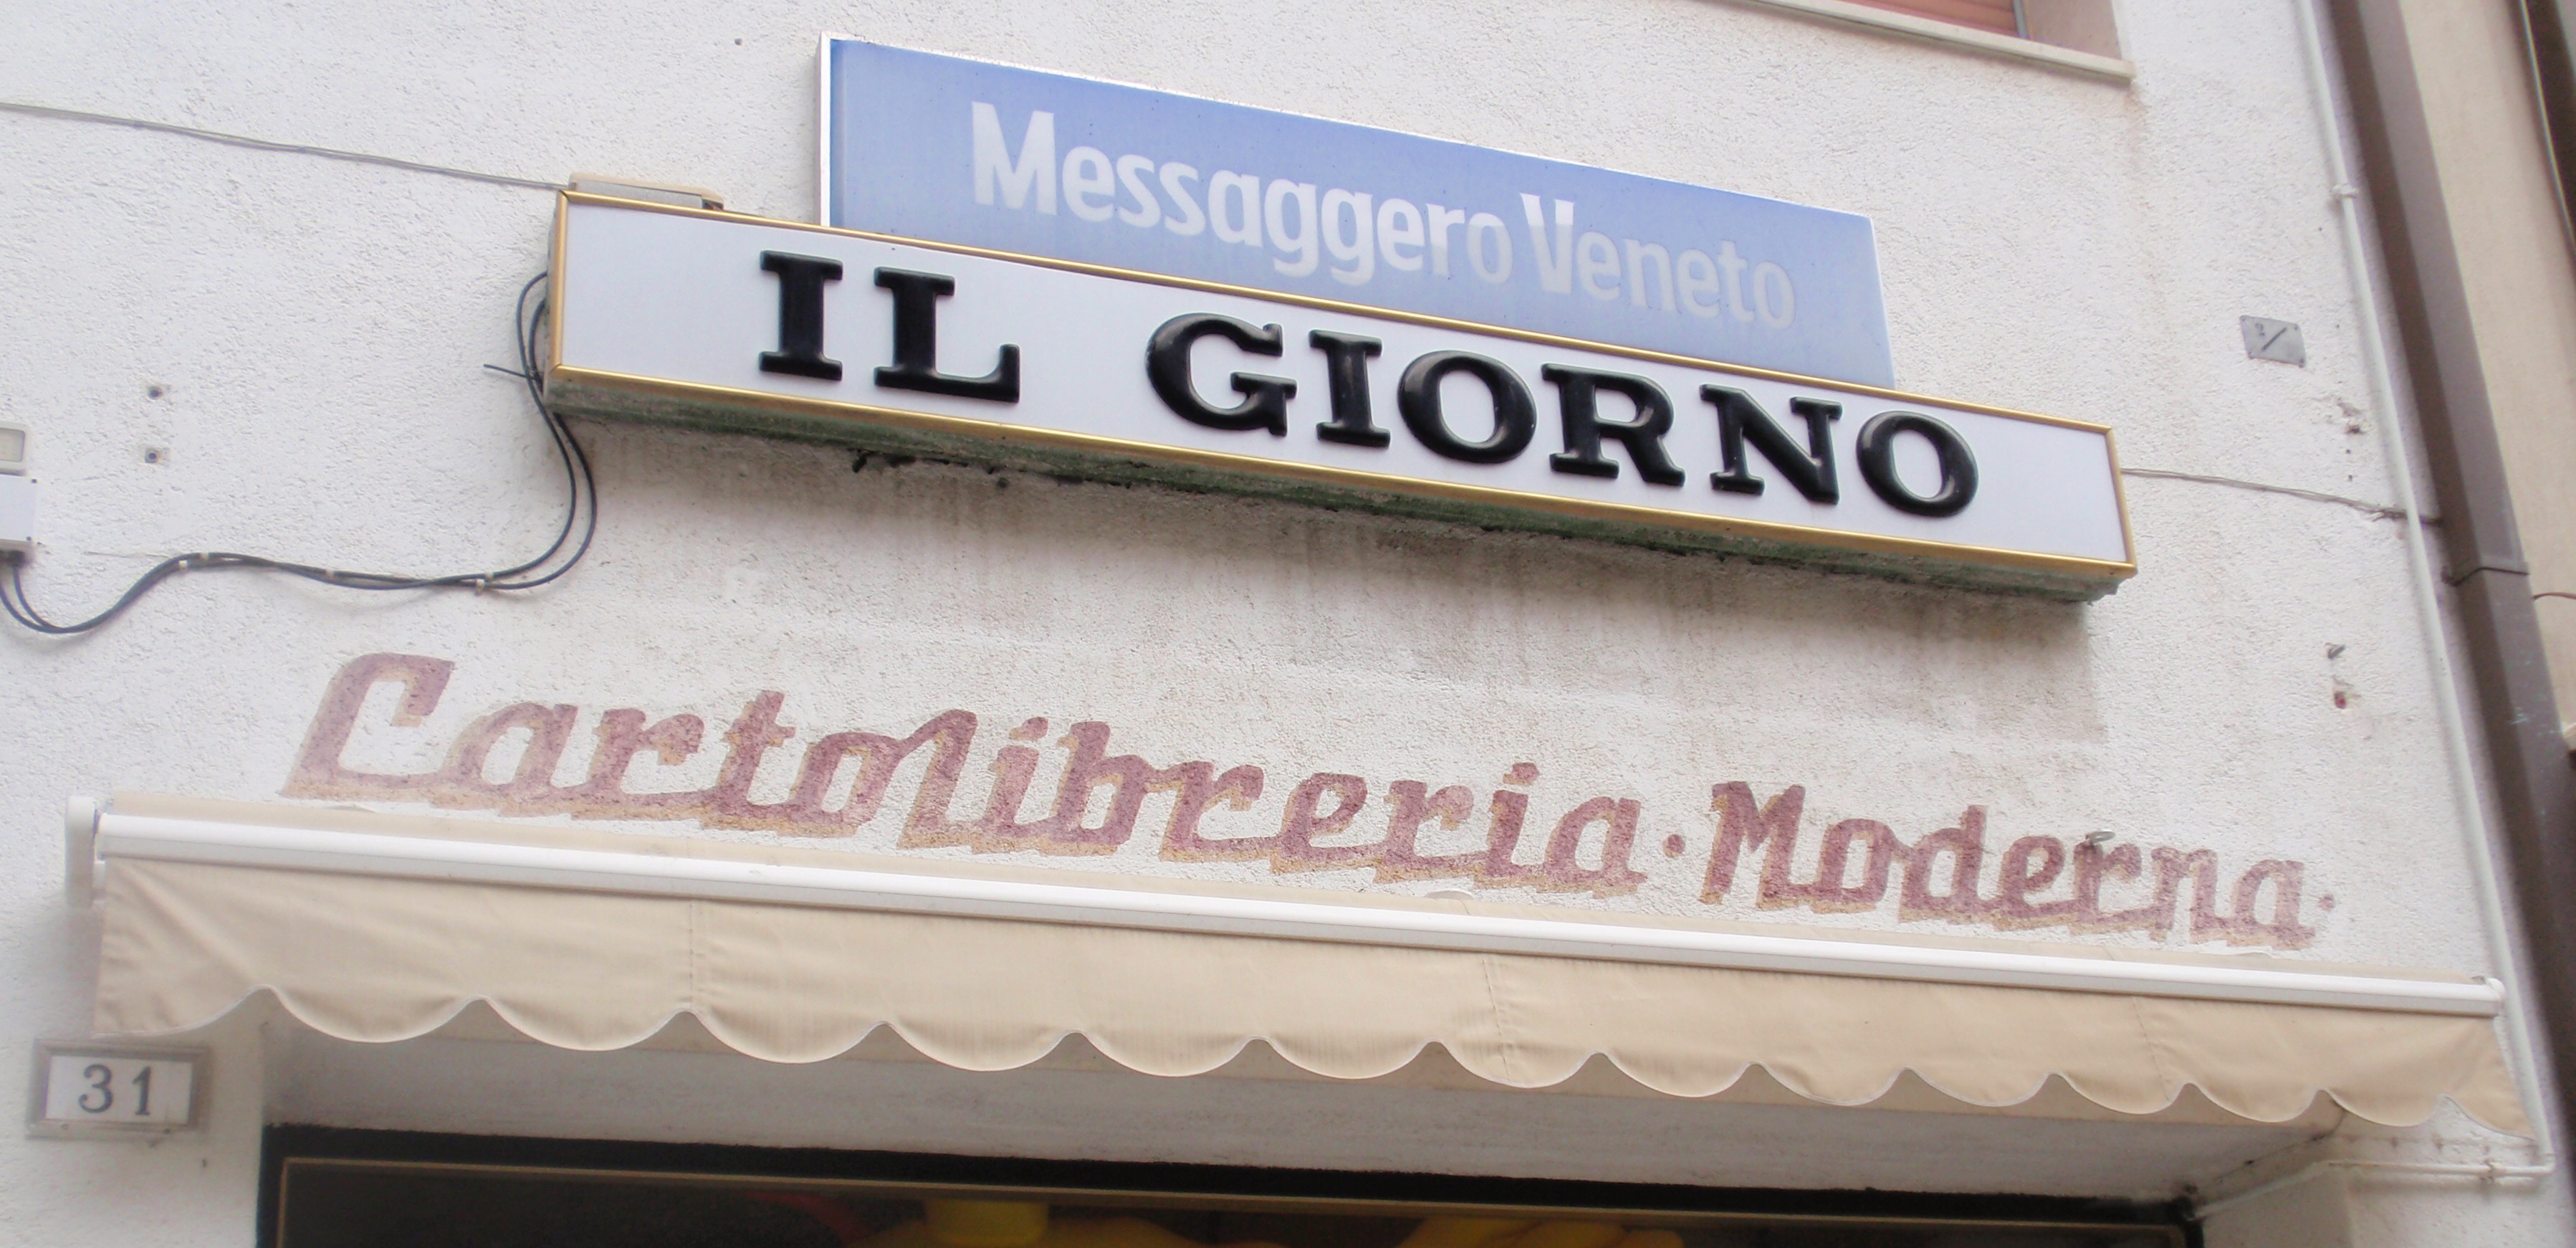 Messaggero Veneto
IL GIORNO
Cartolibreria · Moderna ·
31